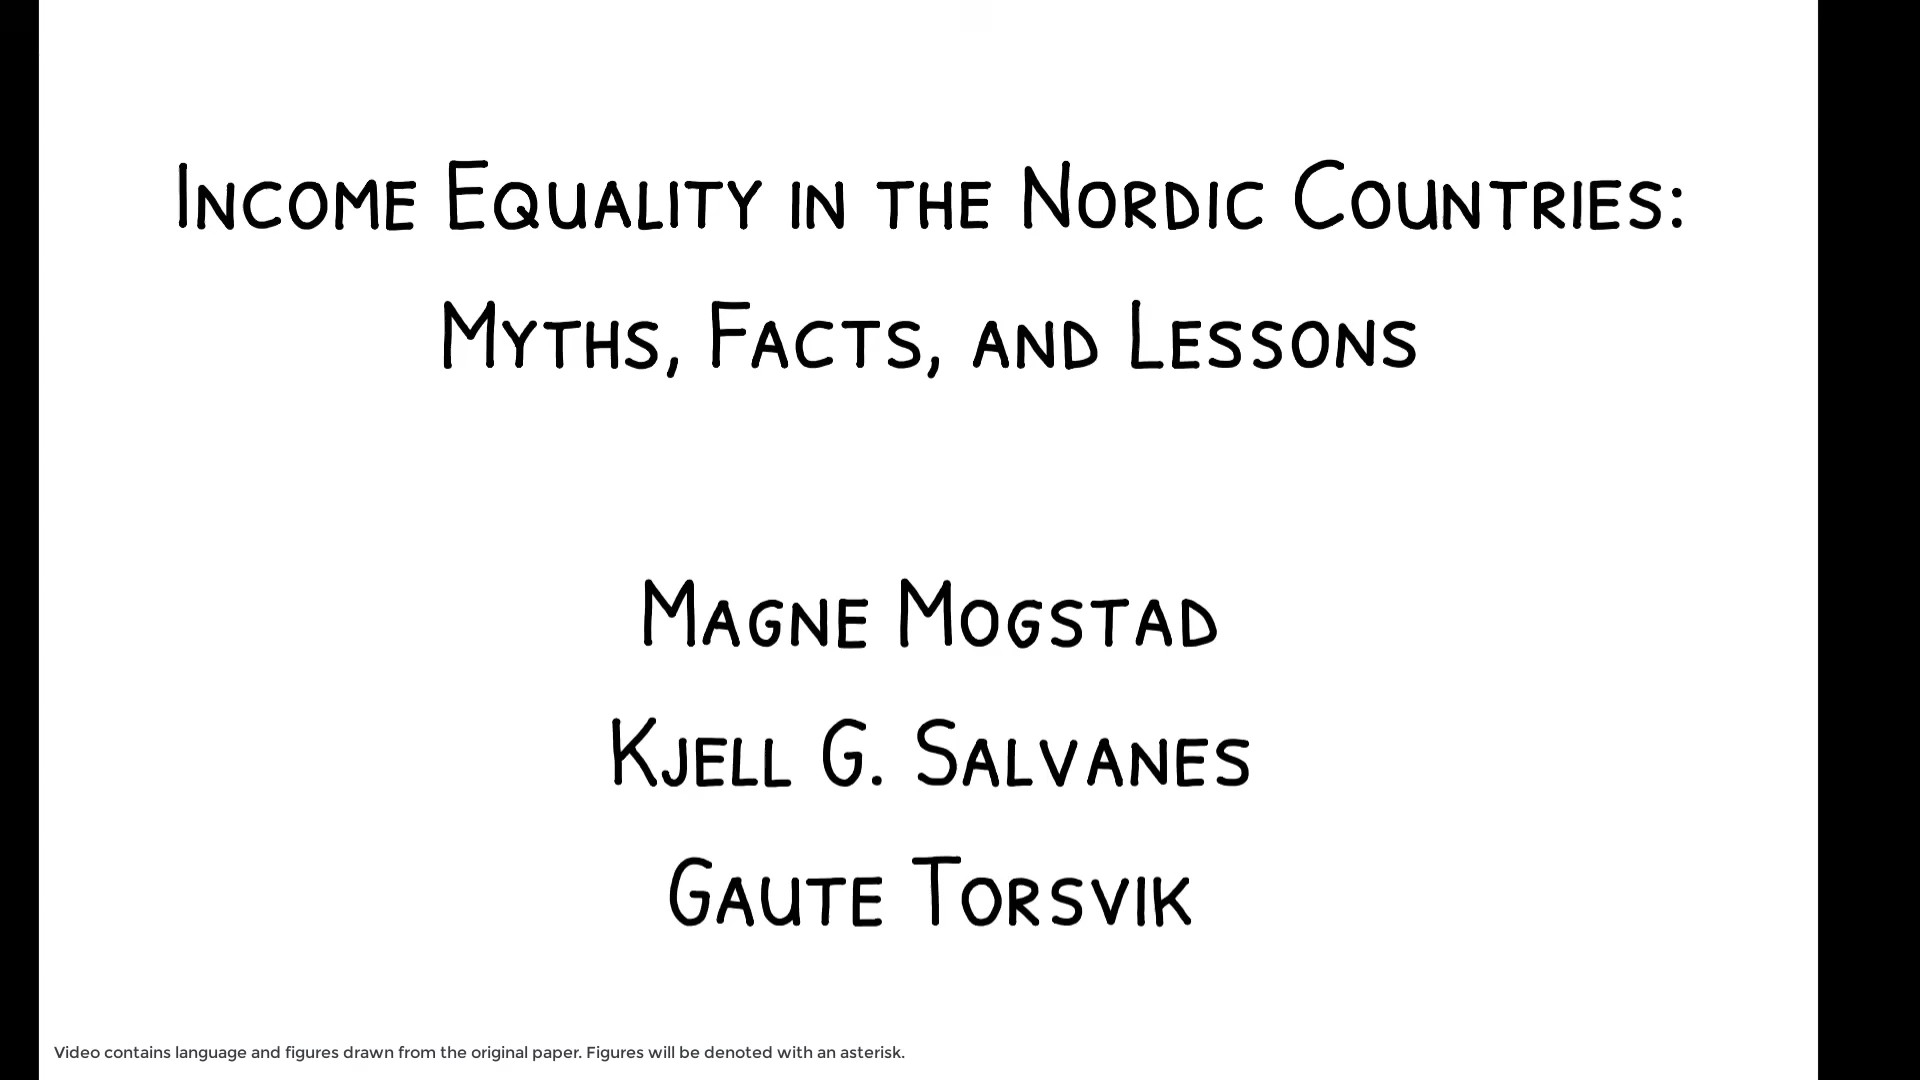 Income Equality in the Nordic Countries:
Myths, Facts, and Lessons
Magne Mogstad
Kjell G. Salvanes
Gaute Torsvik
Video contains language and figures drawn from the original paper. Figures will be denoted with an asterisk.